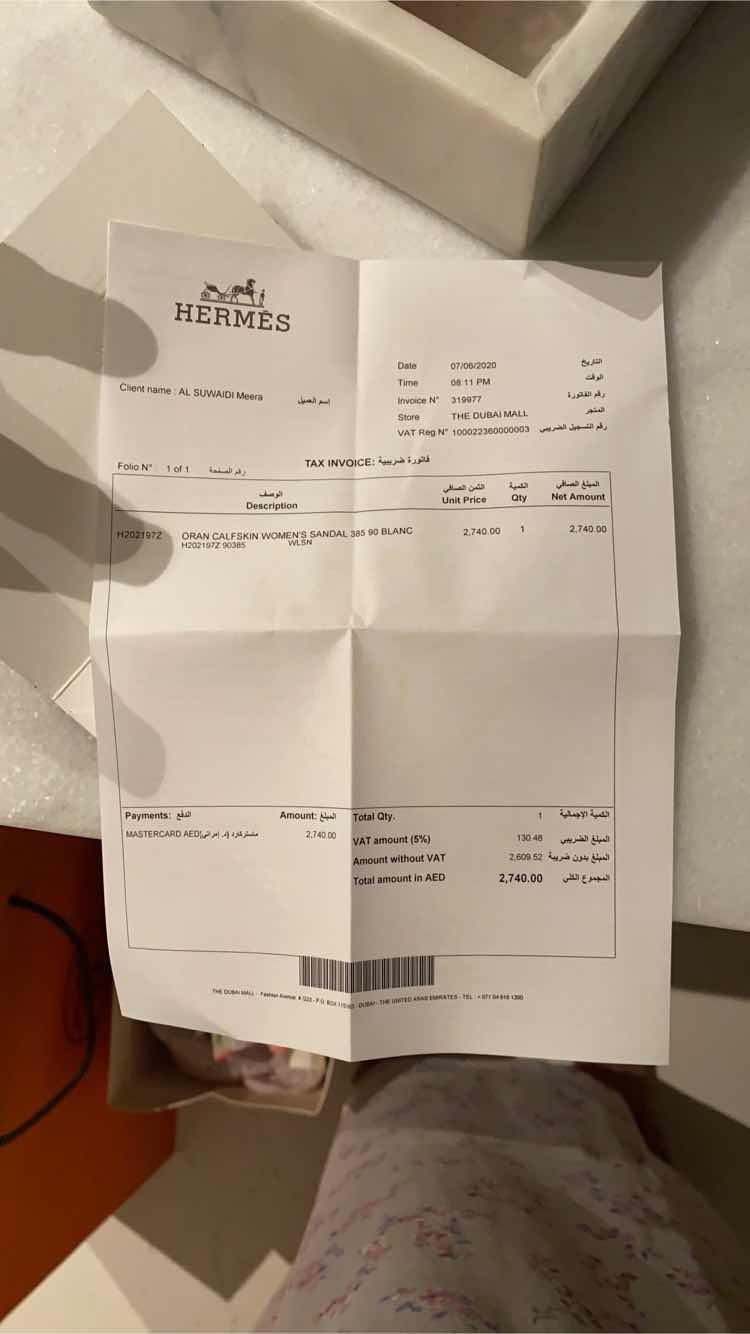 HERMÈS
Date 07/06/2020 التاريخ
Time 08:11 PM الوقت
Client name : AL SUWAIDI Meera إسم العميل
Invoice N° 319977 رقم الفاتورة
Store THE DUBAI MALL المتجر
VAT Reg.N° 100022360000003 رقم التسجيل الضريبي
Folio N° 1 of 1 رقم الصفحة
TAX INVOICE: فاتورة ضريبية
الوصف الثمن الصافي الكمية المبلغ الصافي
Description Unit Price Qty Net Amount
H202197Z ORAN CALFSKIN WOMEN'S SANDAL 385 90 BLANC 2,740.00 1 2,740.00
H202197Z 90385 WLSN
Payments: الدفع Amount: المبلغ
MASTERCARD AED ماستركارد 2,740.00
Total Qty. 1 الكمية الإجمالية
VAT amount (5%) 130.48 المبلغ الضريبي
Amount without VAT 2,609.52 المبلغ بدون ضريبة
Total amount in AED 2,740.00 المجموع الكلي
THE DUBAI MALL - Fashion Avenue - P.O. BOX - DUBAI - THE UNITED ARAB EMIRATES - TEL : +971 04